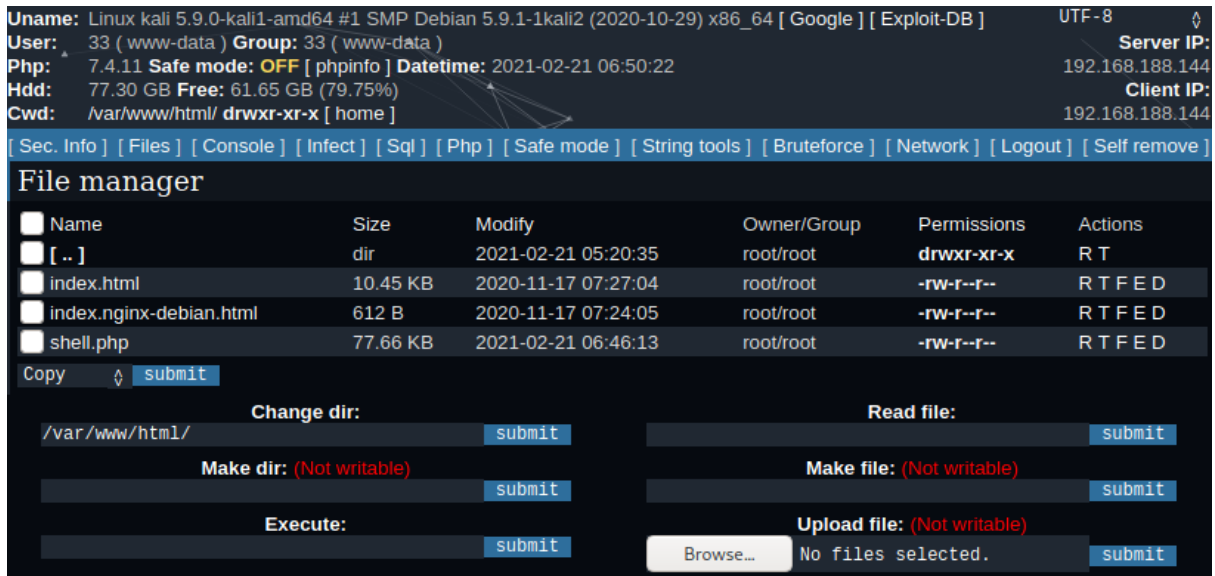 Uname: Linux kali 5.9.0-kali1-amd64 #1 SMP Debian 5.9.1-1kali2 (2020-10-29) x86_64 [ Google ] [ Exploit-DB ] UTF-8
User: 33 ( www-data ) Group: 33 ( www-data ) Server IP:
Php: 7.4.11 Safe mode: OFF [ phpinfo ] Datetime: 2021-02-21 06:50:22 192.168.188.144
Hdd: 77.30 GB Free: 61.65 GB (79.75%) Client IP:
Cwd: /var/www/html/ drwxr-xr-x [ home ] 192.168.188.144
[ Sec. Info ] [ Files ] [ Console ] [ Infect ] [ Sql ] [ Php ] [ Safe mode ] [ String tools ] [ Bruteforce ] [ Network ] [ Logout ] [ Self remove ]
File manager
Name Size Modify Owner/Group Permissions Actions
[ .. ] dir 2021-02-21 05:20:35 root/root drwxr-xr-x R T
index.html 10.45 KB 2020-11-17 07:27:04 root/root -rw-r--r-- R T F E D
index.nginx-debian.html 612 B 2020-11-17 07:24:05 root/root -rw-r--r-- R T F E D
shell.php 77.66 KB 2021-02-21 06:46:13 root/root -rw-r--r-- R T F E D
Copy submit
Change dir: Read file:
/var/www/html/ submit submit
Make dir: (Not writable) Make file: (Not writable)
submit submit
Execute: Upload file: (Not writable)
submit Browse... No files selected. submit